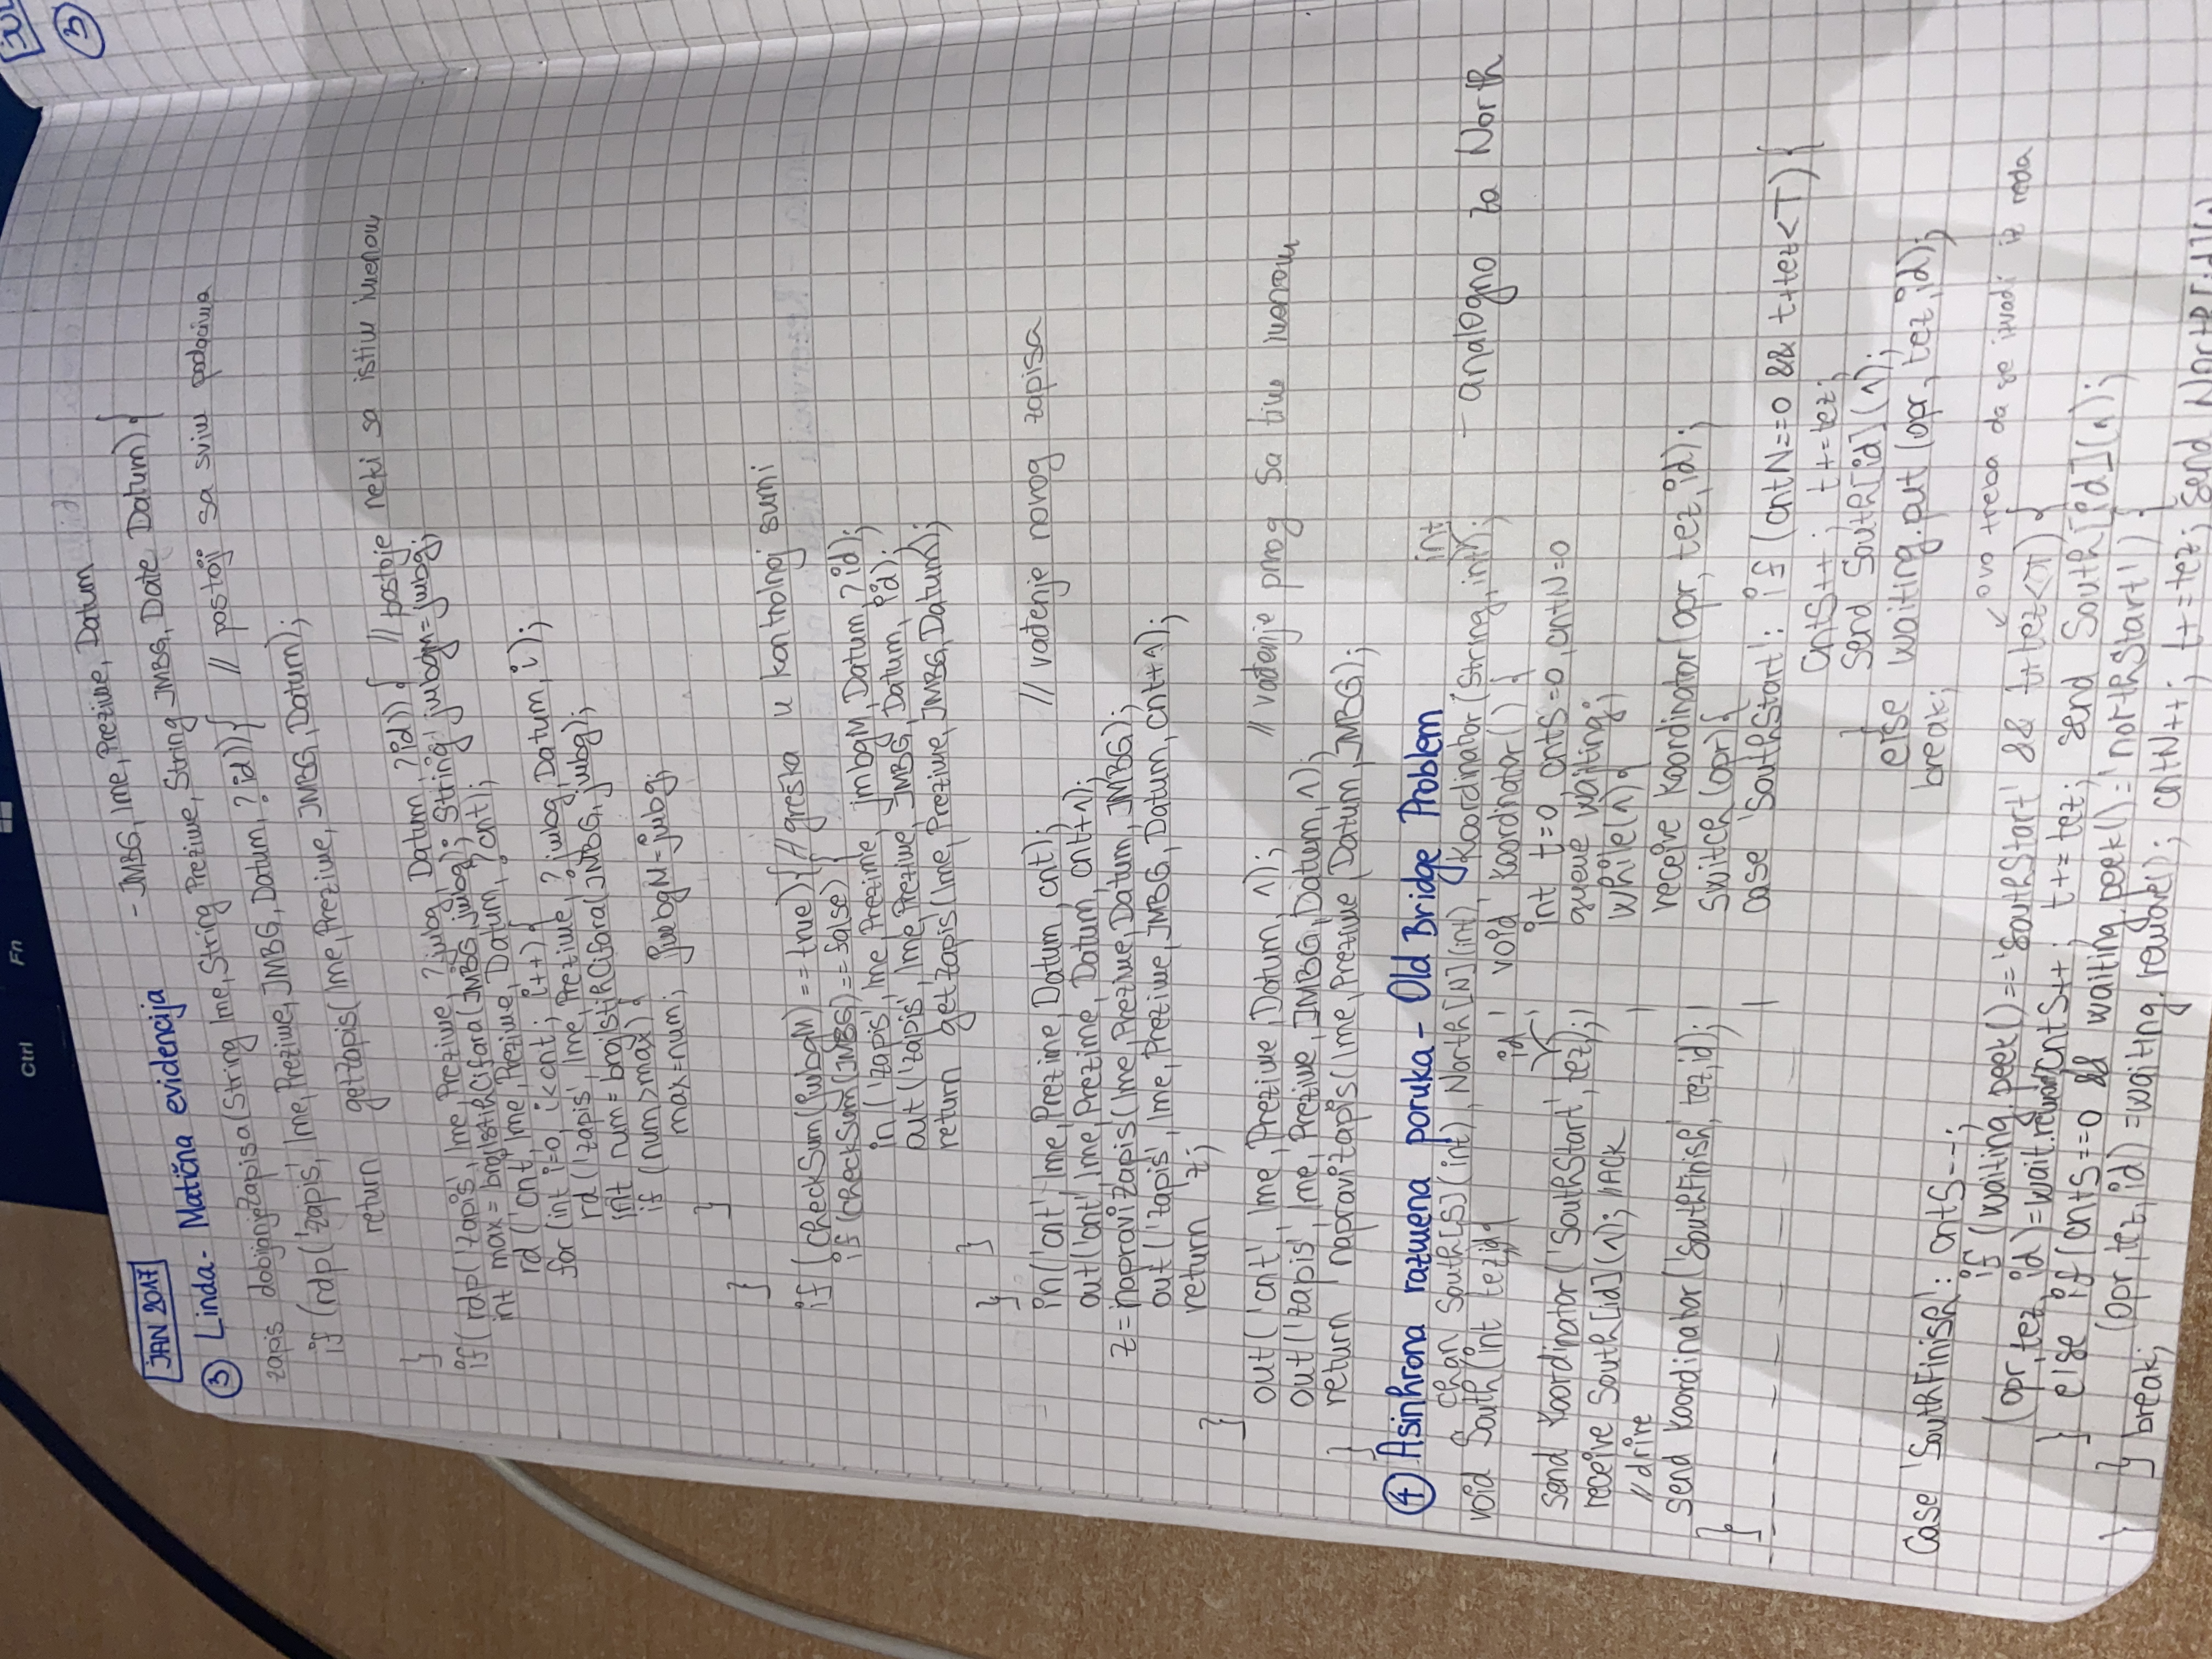 Ctrl
Fn
JUL
3
JAN 2017
③ Linda - Matična evidencija - JMBG, Ime, Prezime, Datum
zapis dobijanjeZapisa(String Ime, String Prezime, String JMBG, Date Datum){
if (rdp('zapis', Ime, Prezime, JMBG, Datum, ?id)){ // postoji sa svim podacima
return getZapis(Ime, Prezime, JMBG, Datum);
}
if(rdp('zapis', Ime, Prezime, ?jmbg, Datum, ?id)){ // postoje neki sa istim imenom
int max = brojIstihCifara(JMBG, jmbg); String jmbgM=jmbg;
rd('cnt', Ime, Prezime, Datum, ?cnt);
for(int i=0; i<cnt; i++){
rd('zapis', Ime, Prezime, ?jmbg, Datum, i);
int num = brojIstihCifara(JMBG, jmbg);
if (num>max){
max=num; jmbgM=jmbg;
}
}
if (checkSum(jmbgM) == true){ // greška u kontrolnoj sumi
if (checkSum(JMBG) == false) {
in('zapis', Ime, Prezime, jmbgM, Datum, ?id);
out('zapis', Ime, Prezime, JMBG, Datum, id);
return getZapis(Ime, Prezime, JMBG, Datum);
}
}
in('cnt', Ime, Prezime, Datum, cnt); // vađenje novog zapisa
out('cnt', Ime, Prezime, Datum, cnt+1);
z = napraviZapis(Ime, Prezime, Datum, JMBG);
out('zapis', Ime, Prezime, JMBG, Datum, cnt+1);
return z;
}
out('cnt', Ime, Prezime, Datum, 1); // vađenje prvog sa tim imenom
out('zapis', Ime, Prezime, JMBG, Datum, 1);
} return napraviZapis(Ime, Prezime, Datum, JMBG);
④ Asinhrona razmena poruka - Old Bridge Problem
chan South[S](int), North[N](int), Koordinator(String, int, int); - analogno za North
void South(int tez, id){
send Koordinator('SouthStart', tez, id);
receive South[id](1); //ACK
// drive
send Koordinator('SouthFinish', tez, id);
}
void Koordinator(){
int t=0, cntS=0, cntN=0
queue waiting;
while(1){
receive Koordinator(opr, tez, id);
switch(opr){
case 'SouthStart': if (cntN==0 && t+tez<T){
cntS++; t+=tez;
send South[id](1);
}
else waiting.put(opr, tez, id);
break;
case 'SouthFinish': cntS--;
if (waiting.peek()=='SouthStart' && t+tez<T){ ovo treba da se izvadi iz reda
(opr, tez, id)=wait.remove; cntS++; t+=tez; send South[id](1);
} else if(cntS==0 && waiting.peek()='northStart'){
(opr, tez, id)=waiting.remove(); cntN++; t+=tez; send North[id]
} } break;